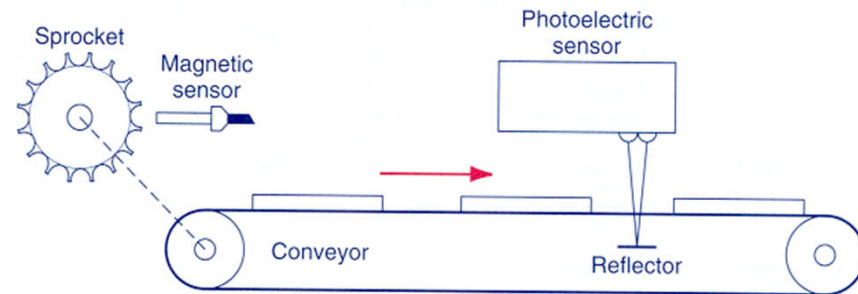 Sprocket
Magnetic
sensor
Photoelectric
sensor
Conveyor
Reflector